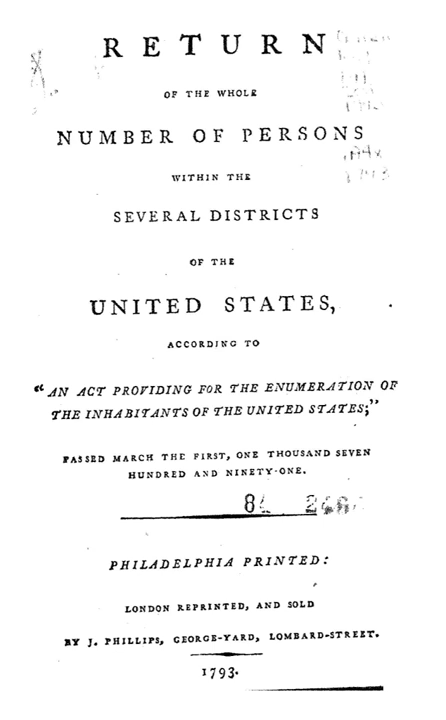 RETURN
OF THE WHOLE
NUMBER OF PERSONS
WITHIN THE
SEVERAL DISTRICTS
OF THE
UNITED STATES,
ACCORDING TO
"AN ACT PROVIDING FOR THE ENUMERATION OF
THE INHABITANTS OF THE UNITED STATES;"
PASSED MARCH THE FIRST, ONE THOUSAND SEVEN
HUNDRED AND NINETY-ONE.
PHILADELPHIA PRINTED:
LONDON REPRINTED, AND SOLD
BY J. PHILLIPS, GEORGE-YARD, LOMBARD-STREET.
1793.